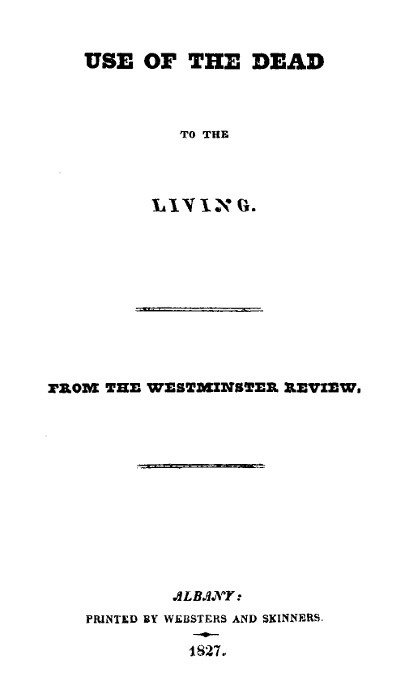 USE OF THE DEAD
TO THE
LIVING.
FROM THE WESTMINSTER REVIEW.
ALBANY:
PRINTED BY WEBSTERS AND SKINNERS.
1827.